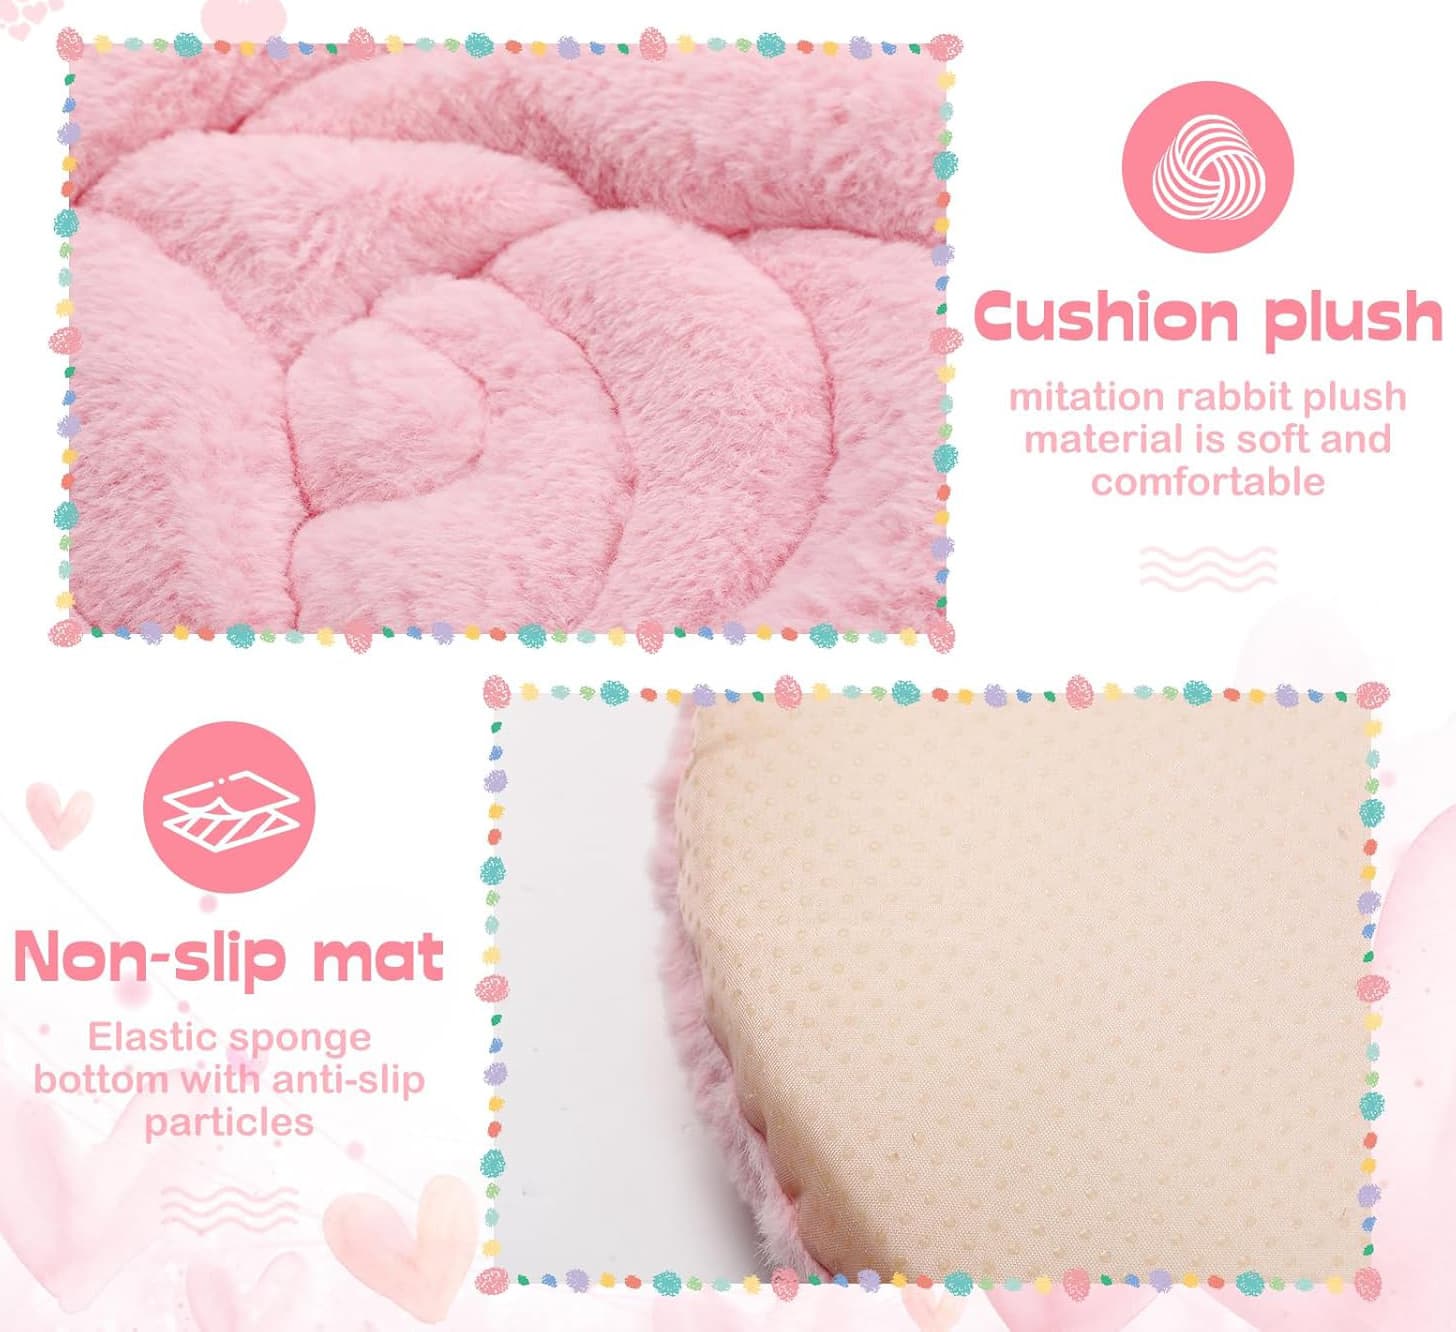 Cushion plush
mitation rabbit plush
material is soft and
comfortable
Non-slip mat
Elastic sponge
bottom with anti-slip
particles